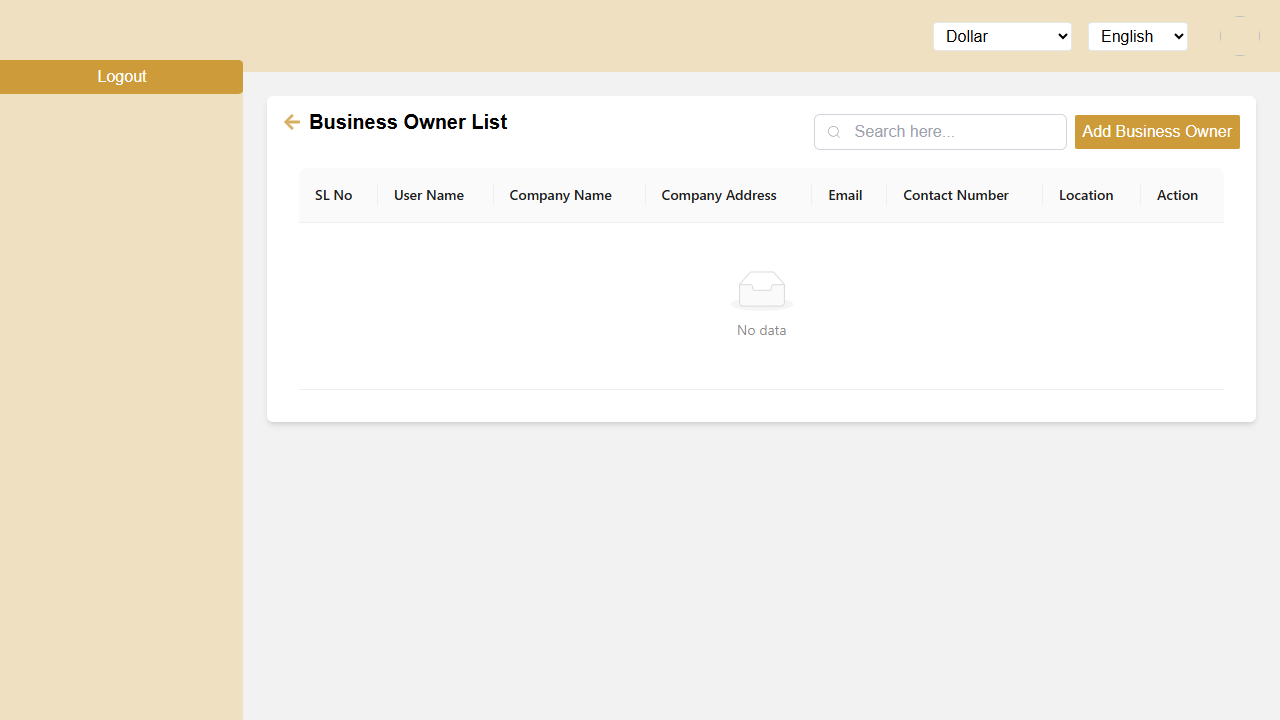 Dollar
English
Logout
Business Owner List
Search here...
Add Business Owner
SL No
User Name
Company Name
Company Address
Email
Contact Number
Location
Action
No data